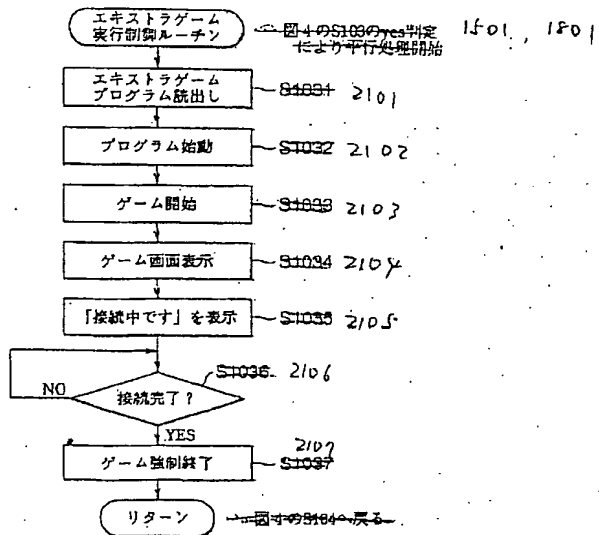 エキストラゲーム
実行制御ルーチン
図4のS103のyes判定
により平行処理開始
1501, 1801
エキストラゲーム
プログラム読出し
S1031 2101
プログラム始動
S1032 2102
ゲーム開始
S1033 2103
ゲーム画面表示
S1034 2104
「接続中です」を表示
S1035 2105
S1036 2106
接続完了?
NO
YES
ゲーム強制終了
2107
S1037
リターン
図4のS104へ戻る